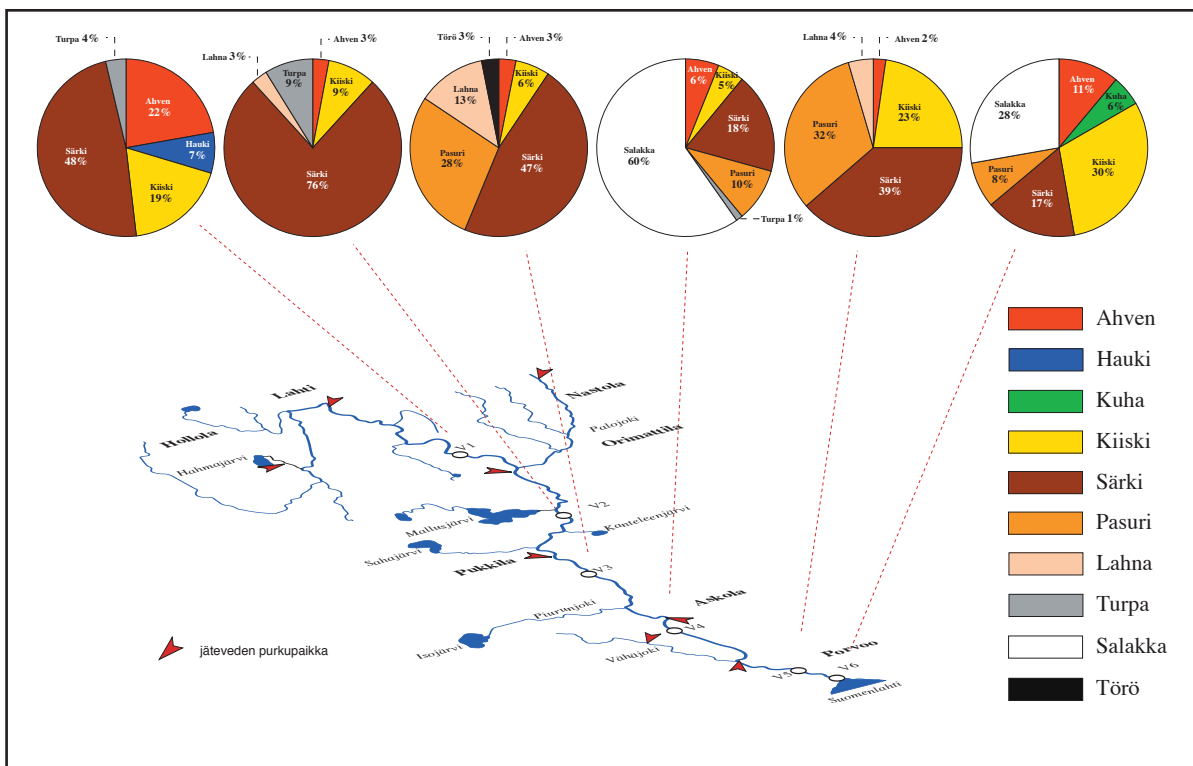 Turpa 4%
Ahven
22%
Hauki
7%
Kiiski
19%
Särki
48%
Lahna 3%
Ahven 3%
Turpa
9%
Kiiski
9%
Särki
76%
Törö 3%
Ahven 3%
Lahna
13%
Kiiski
6%
Pasuri
28%
Särki
47%
Ahven
6%
Kiiski
5%
Särki
18%
Salakka
60%
Pasuri
10%
Turpa 1%
Lahna 4%
Ahven 2%
Kiiski
23%
Pasuri
32%
Särki
39%
Ahven
11%
Kuha
6%
Salakka
28%
Kiiski
30%
Pasuri
8%
Särki
17%
Ahven
Hauki
Kuha
Kiiski
Särki
Pasuri
Lahna
Turpa
Salakka
Törö
Lahti
Nastola
Hollola
Palojoki
Orimattila
Hahmajärvi
V1
V2
Mallusjärvi
Kanteleenjärvi
Sahajärvi
Pukkila
V3
Piurunjoki
Askola
V4
Isojärvi
Vähäjoki
Porvoo
V5
V6
Suomenlahti
jäteveden purkupaikka